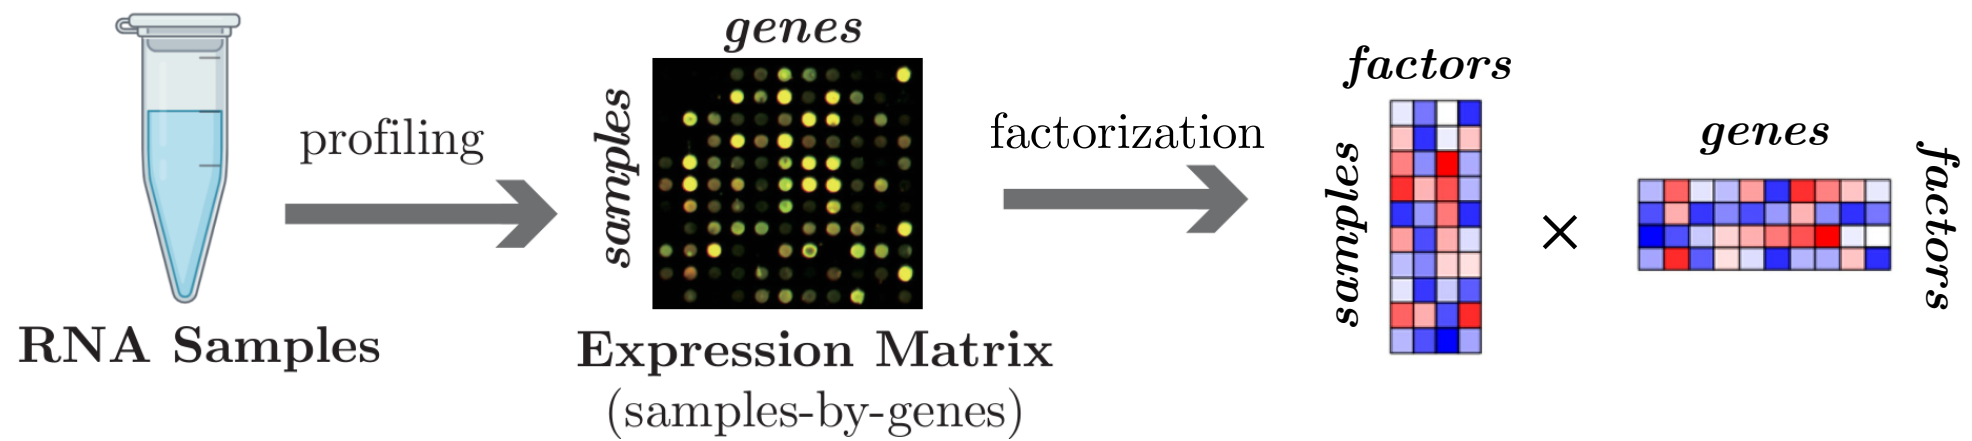 RNA Samples
profiling
genes
samples
Expression Matrix
(samples-by-genes)
factorization
factors
samples
×
genes
factors